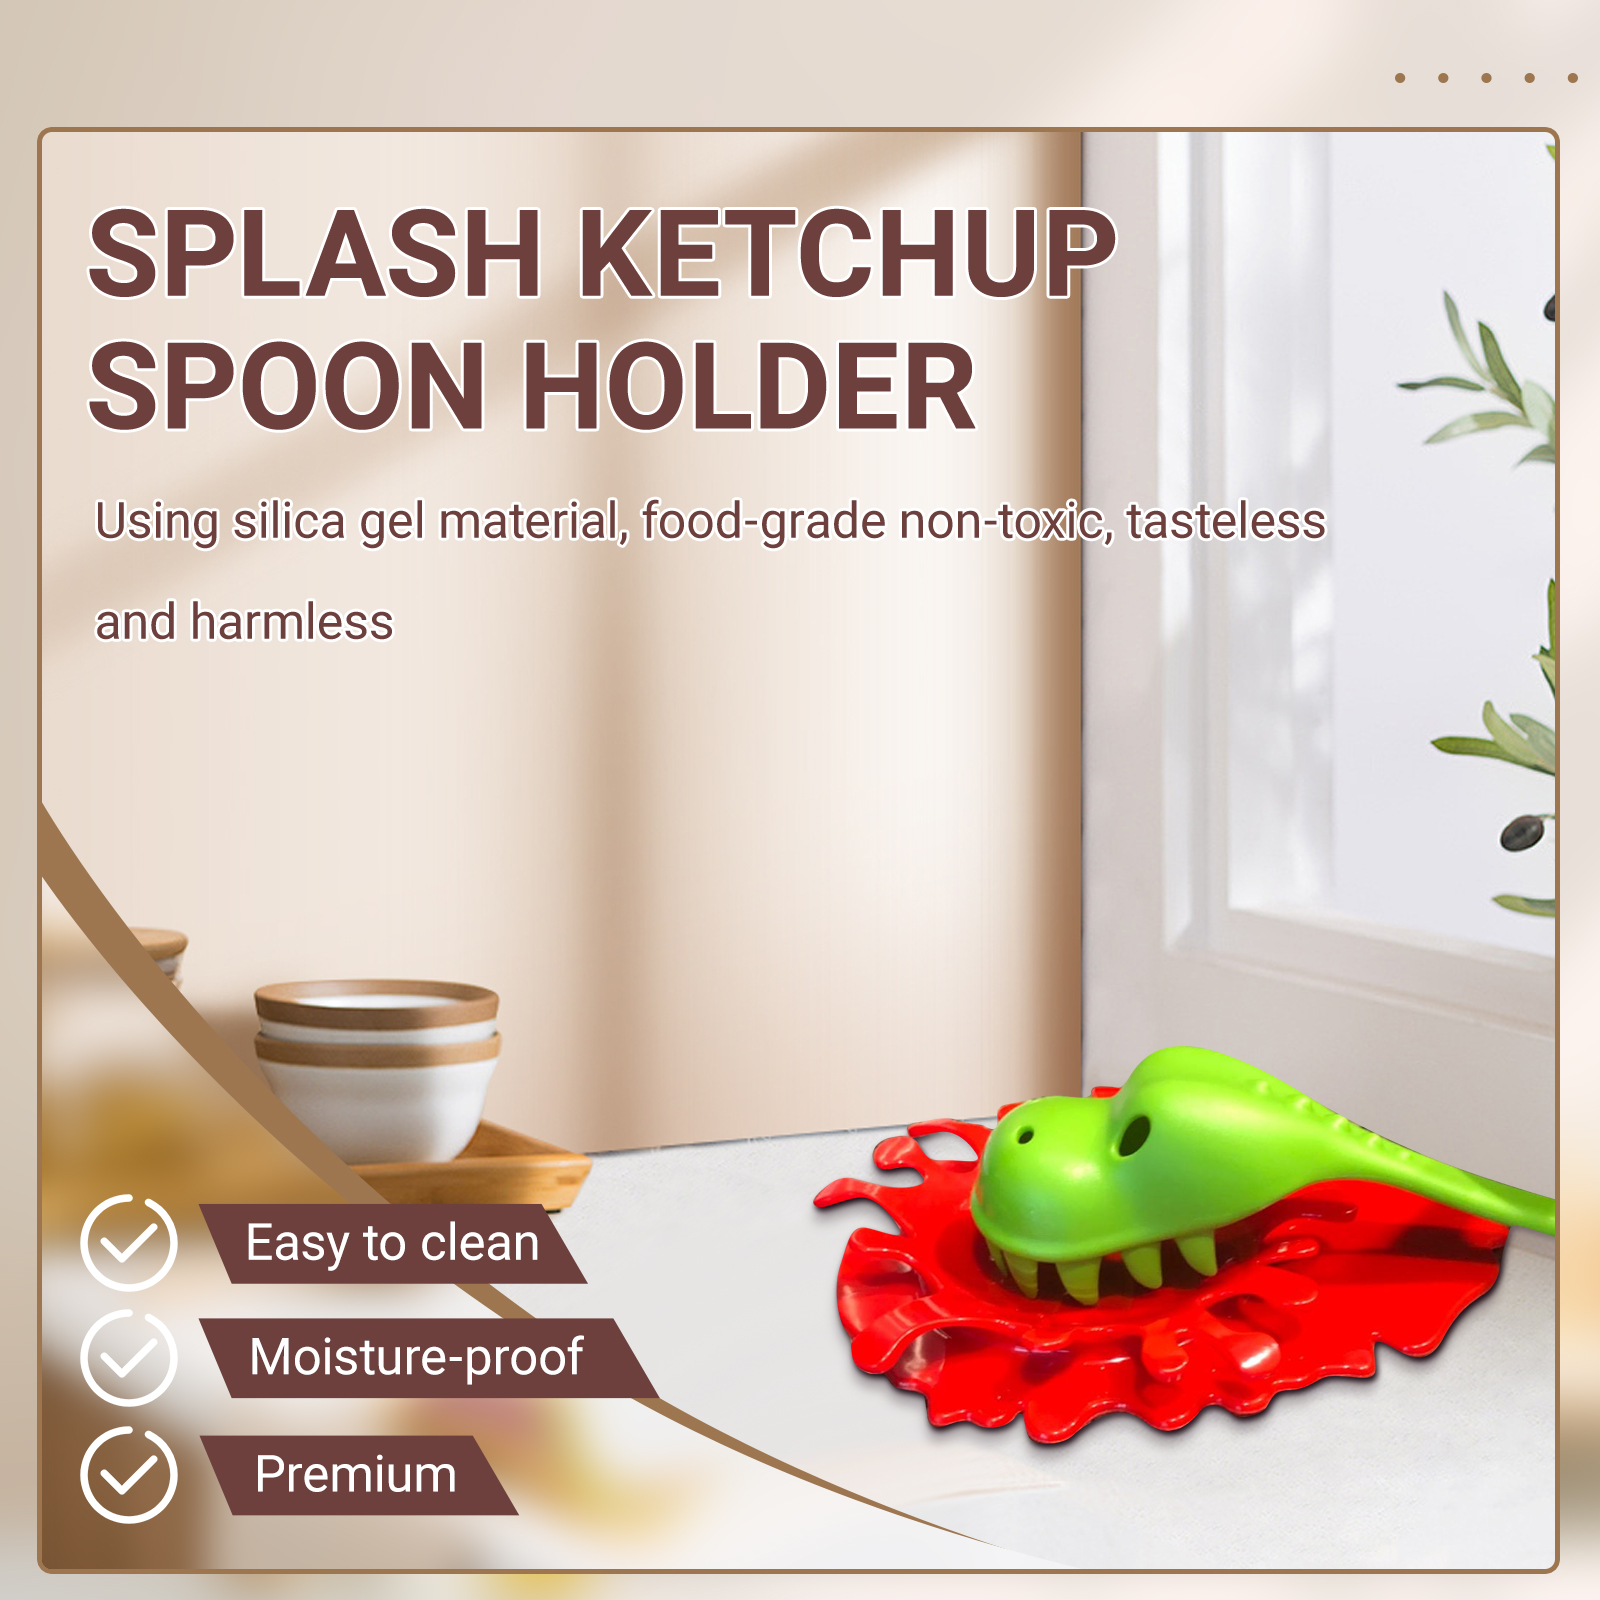 SPLASH KETCHUP
SPOON HOLDER
Using silica gel material, food-grade non-toxic, tasteless
and harmless
Easy to clean
Moisture-proof
Premium